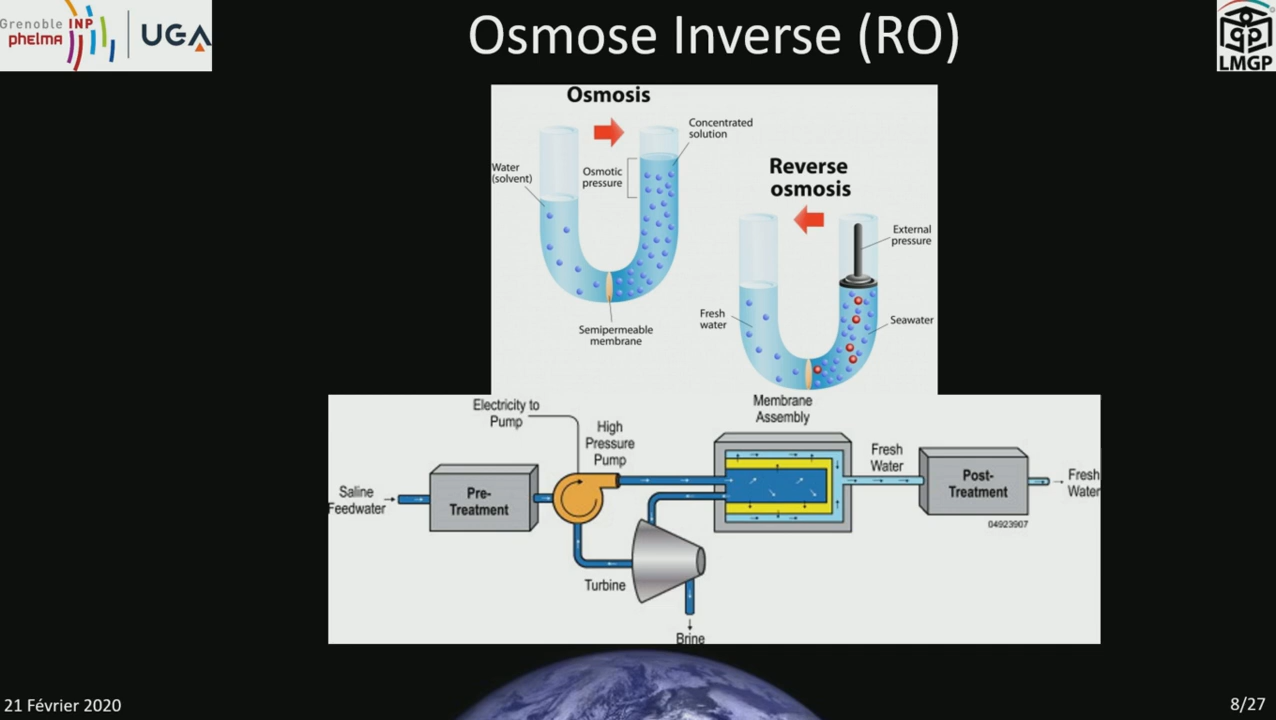 Grenoble INP
phelma
UGA
Osmose Inverse (RO)
LMGP
Osmosis
Concentrated
solution
Water
(solvent)
Osmotic
pressure
Semipermeable
membrane
Reverse
osmosis
External
pressure
Fresh
water
Seawater
Electricity to
Pump
High
Pressure
Pump
Membrane
Assembly
Saline
Feedwater
Pre-
Treatment
Fresh
Water
Post-
Treatment
Fresh
Water
04923907
Turbine
Brine
21 Février 2020
8/27